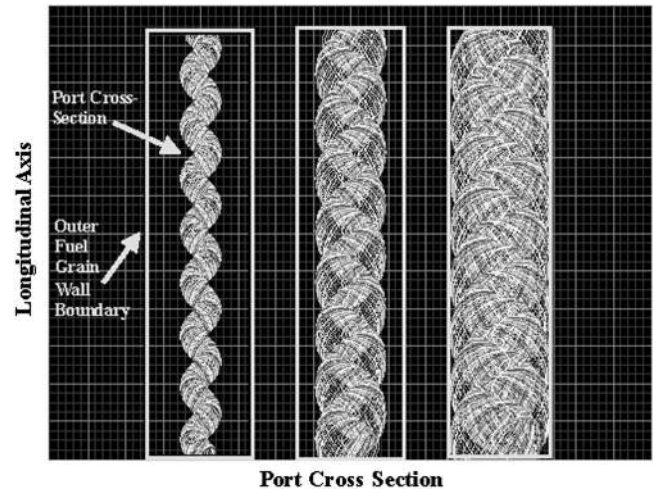 Longitudinal Axis
Port Cross-
Section
Outer
Fuel
Grain
Wall
Boundary
Port Cross Section